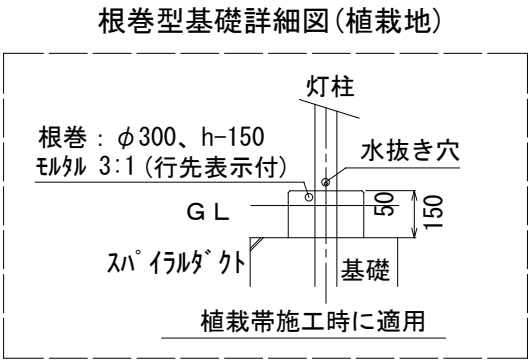 根巻型基礎詳細図(植栽地)
灯柱
根巻：φ300、h-150
ﾓﾙﾀﾙ 3:1(行先表示付)
水抜き穴
GL
50
150
ｽﾊﾟｲﾗﾙﾀﾞｸﾄ
基礎
植栽帯施工時に適用